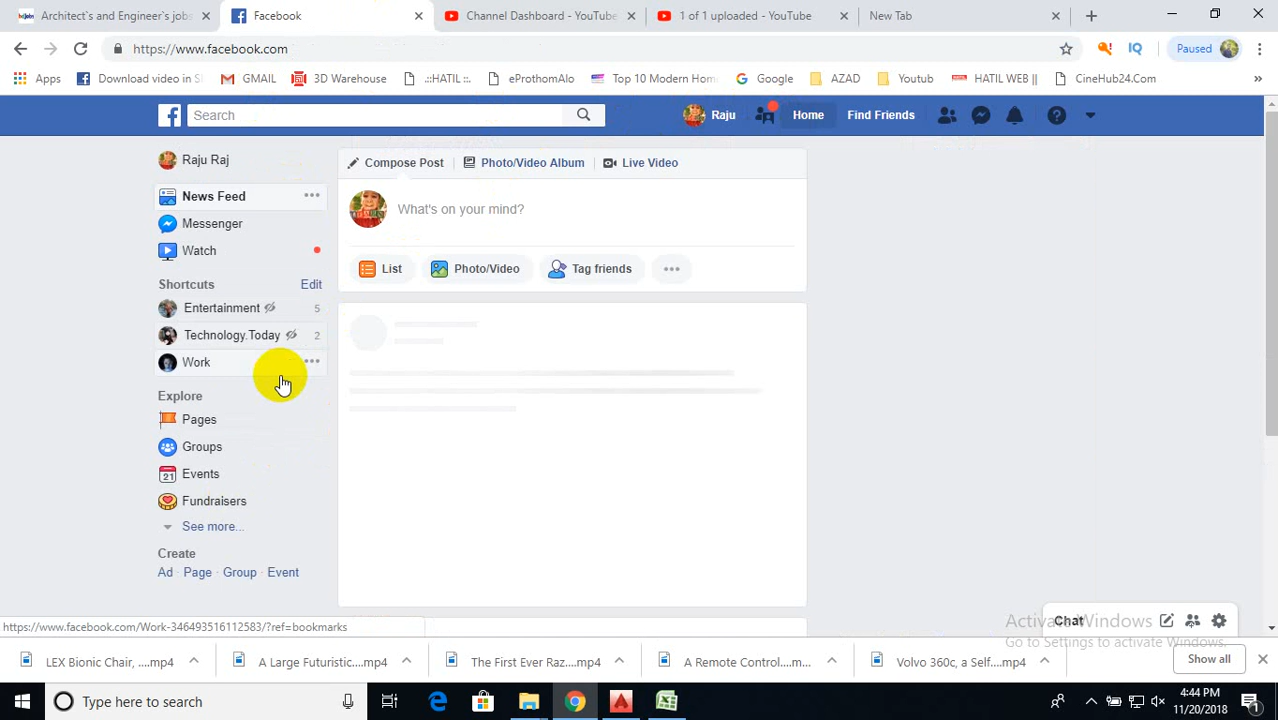 bdjobs Architect`s and Engineer`s jobs
Facebook
Channel Dashboard - YouTube
1 of 1 uploaded - YouTube
New Tab
https://www.facebook.com
Paused
Apps
Download video in S
GMAIL
3D Warehouse
.::HATIL ::.
eProthomAlo
Top 10 Modern Hom
Google
AZAD
Youtub
HATIL WEB ||
CineHub24.Com
Search
Raju
Home
Find Friends
Raju Raj
News Feed
Messenger
Watch
Shortcuts Edit
Entertainment 5
Technology.Today 2
Work
Explore
Pages
Groups
21 Events
Fundraisers
See more...
Create
Ad · Page · Group · Event
Compose Post
Photo/Video Album
Live Video
What's on your mind?
List
Photo/Video
Tag friends
Chat
Activate Windows
Go to Settings to activate Windows.
https://www.facebook.com/Work-346493516112583/?ref=bookmarks
LEX Bionic Chair, ....mp4
A Large Futuristic....mp4
The First Ever Raz....mp4
A Remote Control....m...
Volvo 360c, a Self....mp4
Show all
Type here to search
4:44 PM
11/20/2018
1